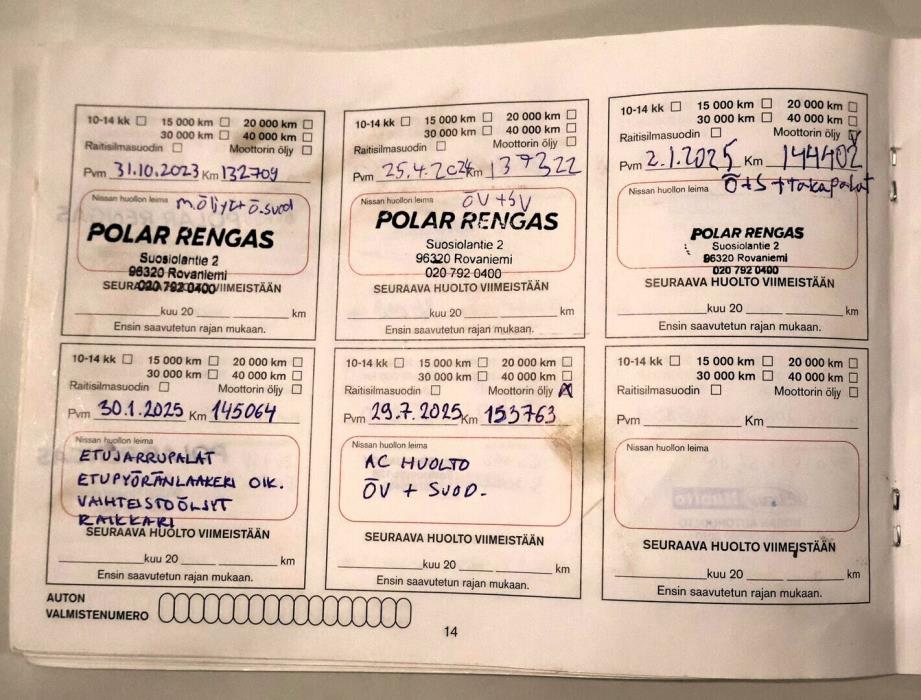 10-14 kk ☐ 15 000 km ☐ 20 000 km ☐
30 000 km ☐ 40 000 km ☐
Raitisilmasuodin ☐ Moottorin öljy ☐
Pvm 31.10.2023 Km 132709
Nissan huollon leima M.Öljyt+Ö.suod
POLAR RENGAS
Suosiolantie 2
96320 Rovaniemi
020 792 0400
SEURAAVA HUOLTO VIIMEISTÄÄN
kuu 20 km
Ensin saavutetun rajan mukaan.
10-14 kk ☐ 15 000 km ☐ 20 000 km ☐
30 000 km ☐ 40 000 km ☐
Raitisilmasuodin ☐ Moottorin öljy ☐
Pvm 25.4.2024 Km 137322
Nissan huollon leima ÖV+SV
POLAR RENGAS
Suosiolantie 2
96320 Rovaniemi
020 792 0400
SEURAAVA HUOLTO VIIMEISTÄÄN
kuu 20 km
Ensin saavutetun rajan mukaan.
10-14 kk ☐ 15 000 km ☐ 20 000 km ☐
30 000 km ☐ 40 000 km ☐
Raitisilmasuodin ☐ Moottorin öljy ☑
Pvm 2.1.2025 Km 144402
Nissan huollon leima Ö+S+takapalat
POLAR RENGAS
Suosiolantie 2
96320 Rovaniemi
020 792 0400
SEURAAVA HUOLTO VIIMEISTÄÄN
kuu 20 km
Ensin saavutetun rajan mukaan.
10-14 kk ☐ 15 000 km ☐ 20 000 km ☐
30 000 km ☐ 40 000 km ☐
Raitisilmasuodin ☐ Moottorin öljy ☐
Pvm 30.1.2025 Km 145064
Nissan huollon leima
ETUJARRUPALAT
ETUPYÖRÄNLAAKERI OIK.
VAIHTEISTOÖLJYT
RAIKKARI
SEURAAVA HUOLTO VIIMEISTÄÄN
kuu 20 km
Ensin saavutetun rajan mukaan.
10-14 kk ☐ 15 000 km ☐ 20 000 km ☐
30 000 km ☐ 40 000 km ☐
Raitisilmasuodin ☐ Moottorin öljy ☒
Pvm 29.7.2025 Km 153763
Nissan huollon leima
AC HUOLTO
ÖV + SUOD.
SEURAAVA HUOLTO VIIMEISTÄÄN
kuu 20 km
Ensin saavutetun rajan mukaan.
10-14 kk ☐ 15 000 km ☐ 20 000 km ☐
30 000 km ☐ 40 000 km ☐
Raitisilmasuodin ☐ Moottorin öljy ☐
Pvm Km
Nissan huollon leima
SEURAAVA HUOLTO VIIMEISTÄÄN
kuu 20 km
Ensin saavutetun rajan mukaan.
AUTON
VALMISTENUMERO
14